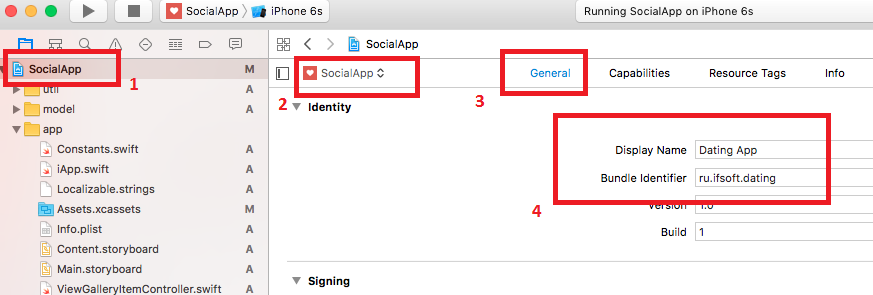 SocialApp iPhone 6s
Running SocialApp on iPhone 6s
SocialApp M
1
util A
model A
app
Constants.swift A
iApp.swift A
Localizable.strings A
Assets.xcassets M
Info.plist A
Content.storyboard A
Main.storyboard A
ViewGalleryItemController.swift A
SocialApp
2 SocialApp
3 General Capabilities Resource Tags Info
Identity
Display Name Dating App
Bundle Identifier ru.ifsoft.dating
4 Version 1.0
Build 1
Signing